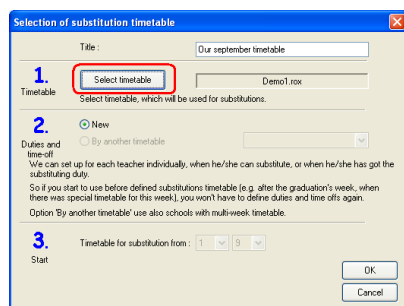 Selection of substitution timetable
Title : Our september timetable
1. Select timetable Demo1.rox
Timetable
Select timetable, which will be used for substitutions.
2. New
Duties and time-off By another timetable
We can set up for each teacher individually, when he/she can substitute, or when he/she has got the
substituting duty.
So if you start to use before defined substitutions timetable (e.g. after the graduation's week, when
there was special timetable for this week), you won't have to define duties and time offs again.
Option 'By another timetable' use also schools with multi-week timetable.
3. Timetable for substitution from : 1 9
Start
OK
Cancel